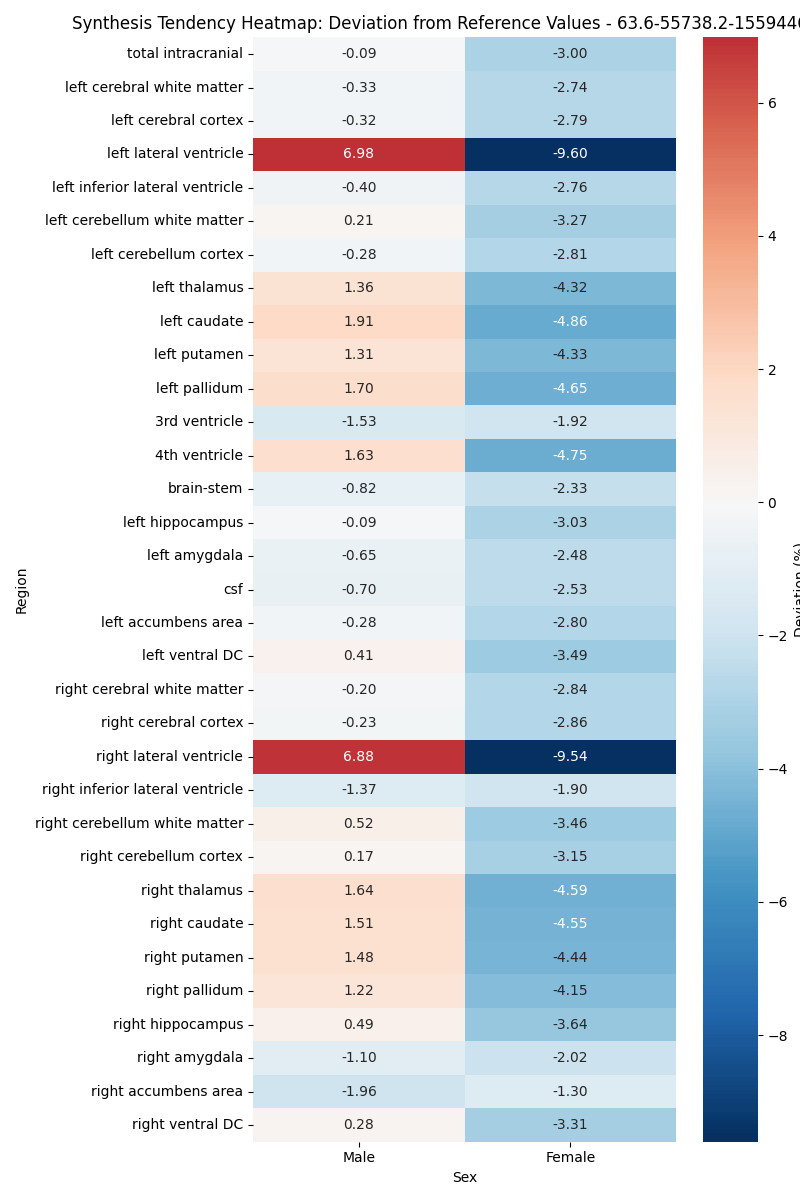 Synthesis Tendency Heatmap: Deviation from Reference Values - 63.6-55738.2-1559446
total intracranial -0.09 -3.00
left cerebral white matter -0.33 -2.74
left cerebral cortex -0.32 -2.79
left lateral ventricle 6.98 -9.60
left inferior lateral ventricle -0.40 -2.76
left cerebellum white matter 0.21 -3.27
left cerebellum cortex -0.28 -2.81
left thalamus 1.36 -4.32
left caudate 1.91 -4.86
left putamen 1.31 -4.33
left pallidum 1.70 -4.65
3rd ventricle -1.53 -1.92
4th ventricle 1.63 -4.75
brain-stem -0.82 -2.33
left hippocampus -0.09 -3.03
left amygdala -0.65 -2.48
csf -0.70 -2.53
left accumbens area -0.28 -2.80
left ventral DC 0.41 -3.49
right cerebral white matter -0.20 -2.84
right cerebral cortex -0.23 -2.86
right lateral ventricle 6.88 -9.54
right inferior lateral ventricle -1.37 -1.90
right cerebellum white matter 0.52 -3.46
right cerebellum cortex 0.17 -3.15
right thalamus 1.64 -4.59
right caudate 1.51 -4.55
right putamen 1.48 -4.44
right pallidum 1.22 -4.15
right hippocampus 0.49 -3.64
right amygdala -1.10 -2.02
right accumbens area -1.96 -1.30
right ventral DC 0.28 -3.31
Male Female
Sex
Region
6
4
2
0
−2
−4
−6
−8
Deviation (%)